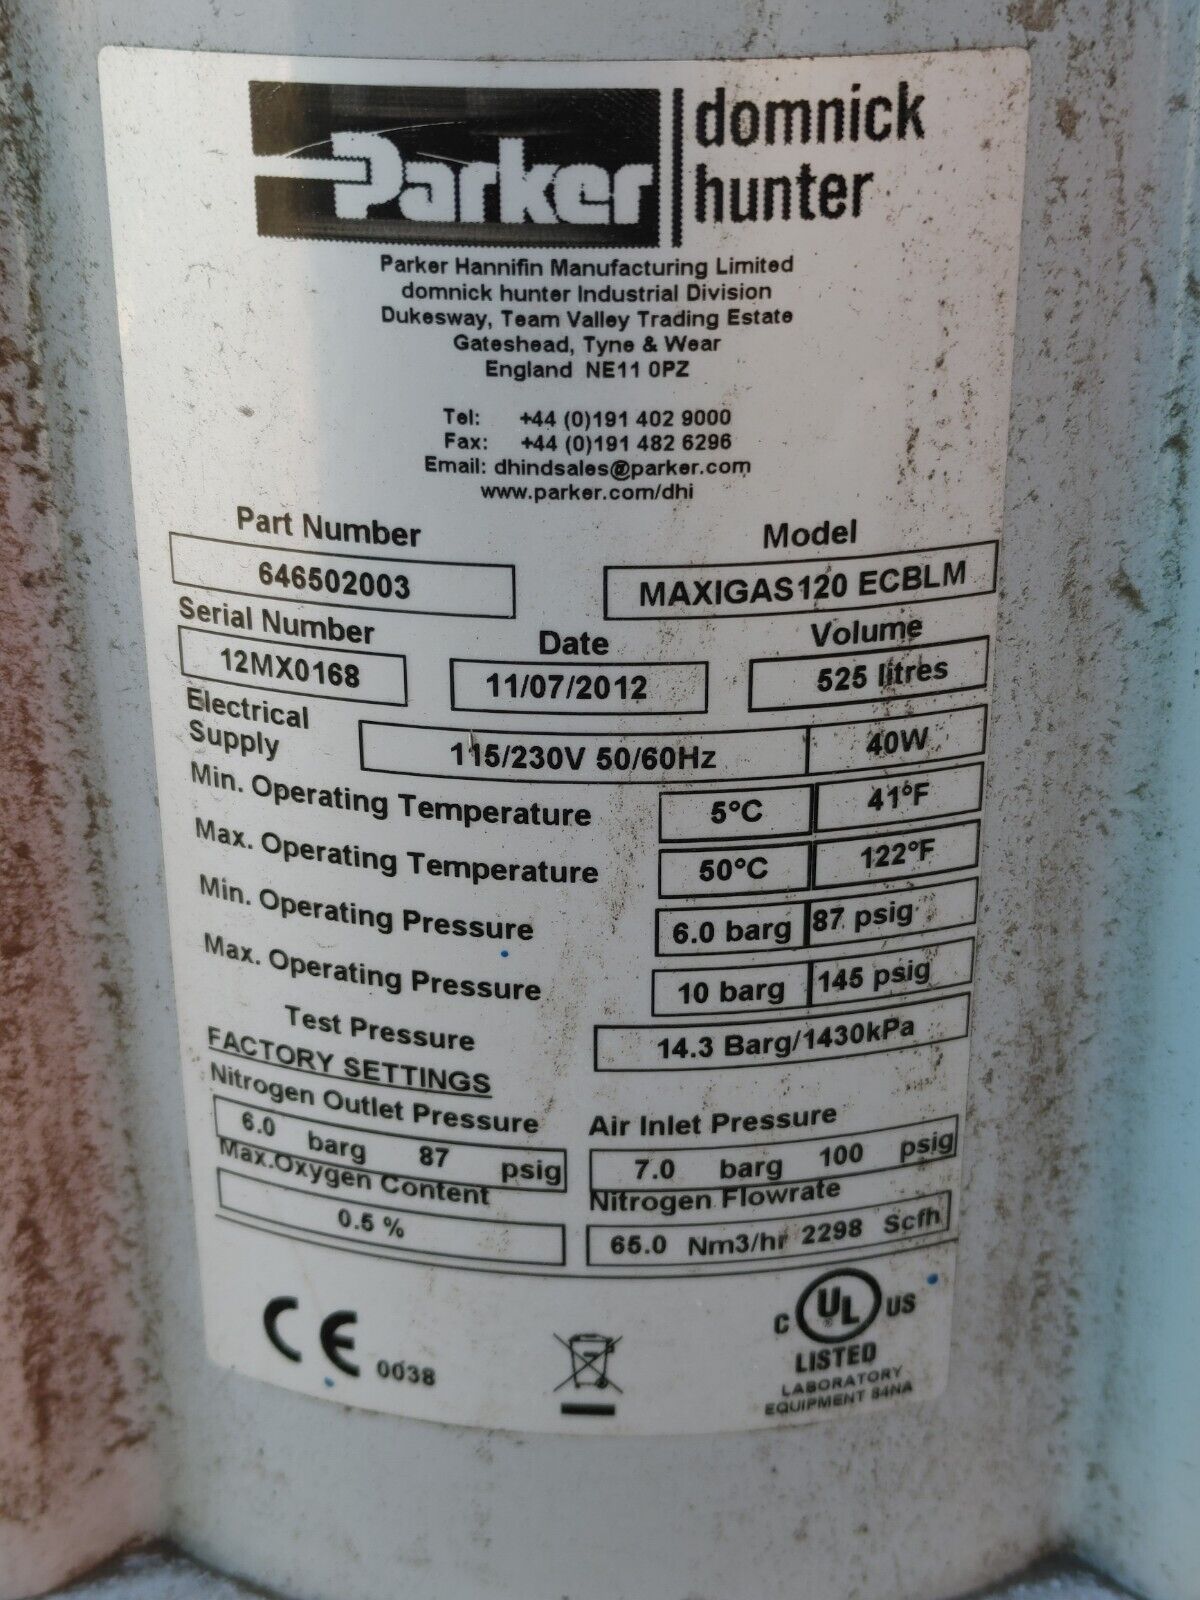 Parker domnick
hunter
Parker Hannifin Manufacturing Limited
domnick hunter Industrial Division
Dukesway, Team Valley Trading Estate
Gateshead, Tyne & Wear
England NE11 0PZ
Tel: +44 (0)191 402 9000
Fax: +44 (0)191 482 6296
Email: dhindsales@parker.com
www.parker.com/dhi
Part Number Model
646502003 MAXIGAS120 ECBLM
Serial Number Date Volume
12MX0168 11/07/2012 525 litres
Electrical
Supply 115/230V 50/60Hz 40W
Min. Operating Temperature 5°C 41°F
Max. Operating Temperature 50°C 122°F
Min. Operating Pressure 6.0 barg 87 psig
Max. Operating Pressure 10 barg 145 psig
Test Pressure 14.3 Barg/1430kPa
FACTORY SETTINGS
Nitrogen Outlet Pressure Air Inlet Pressure
6.0 barg 87 psig 7.0 barg 100 psig
Max.Oxygen Content Nitrogen Flowrate
0.5 % 65.0 Nm3/hr 2298 Scfh
CE 0038
C UL US
LISTED
LABORATORY
EQUIPMENT 84NA